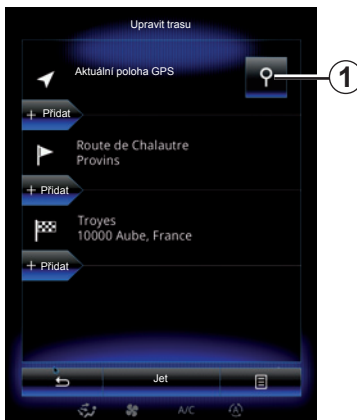 Upravit trasu
Aktuální poloha GPS
1
+ Přidat
Route de Chalautre
Provins
+ Přidat
Troyes
10000 Aube, France
+ Přidat
Jet
A/C
A